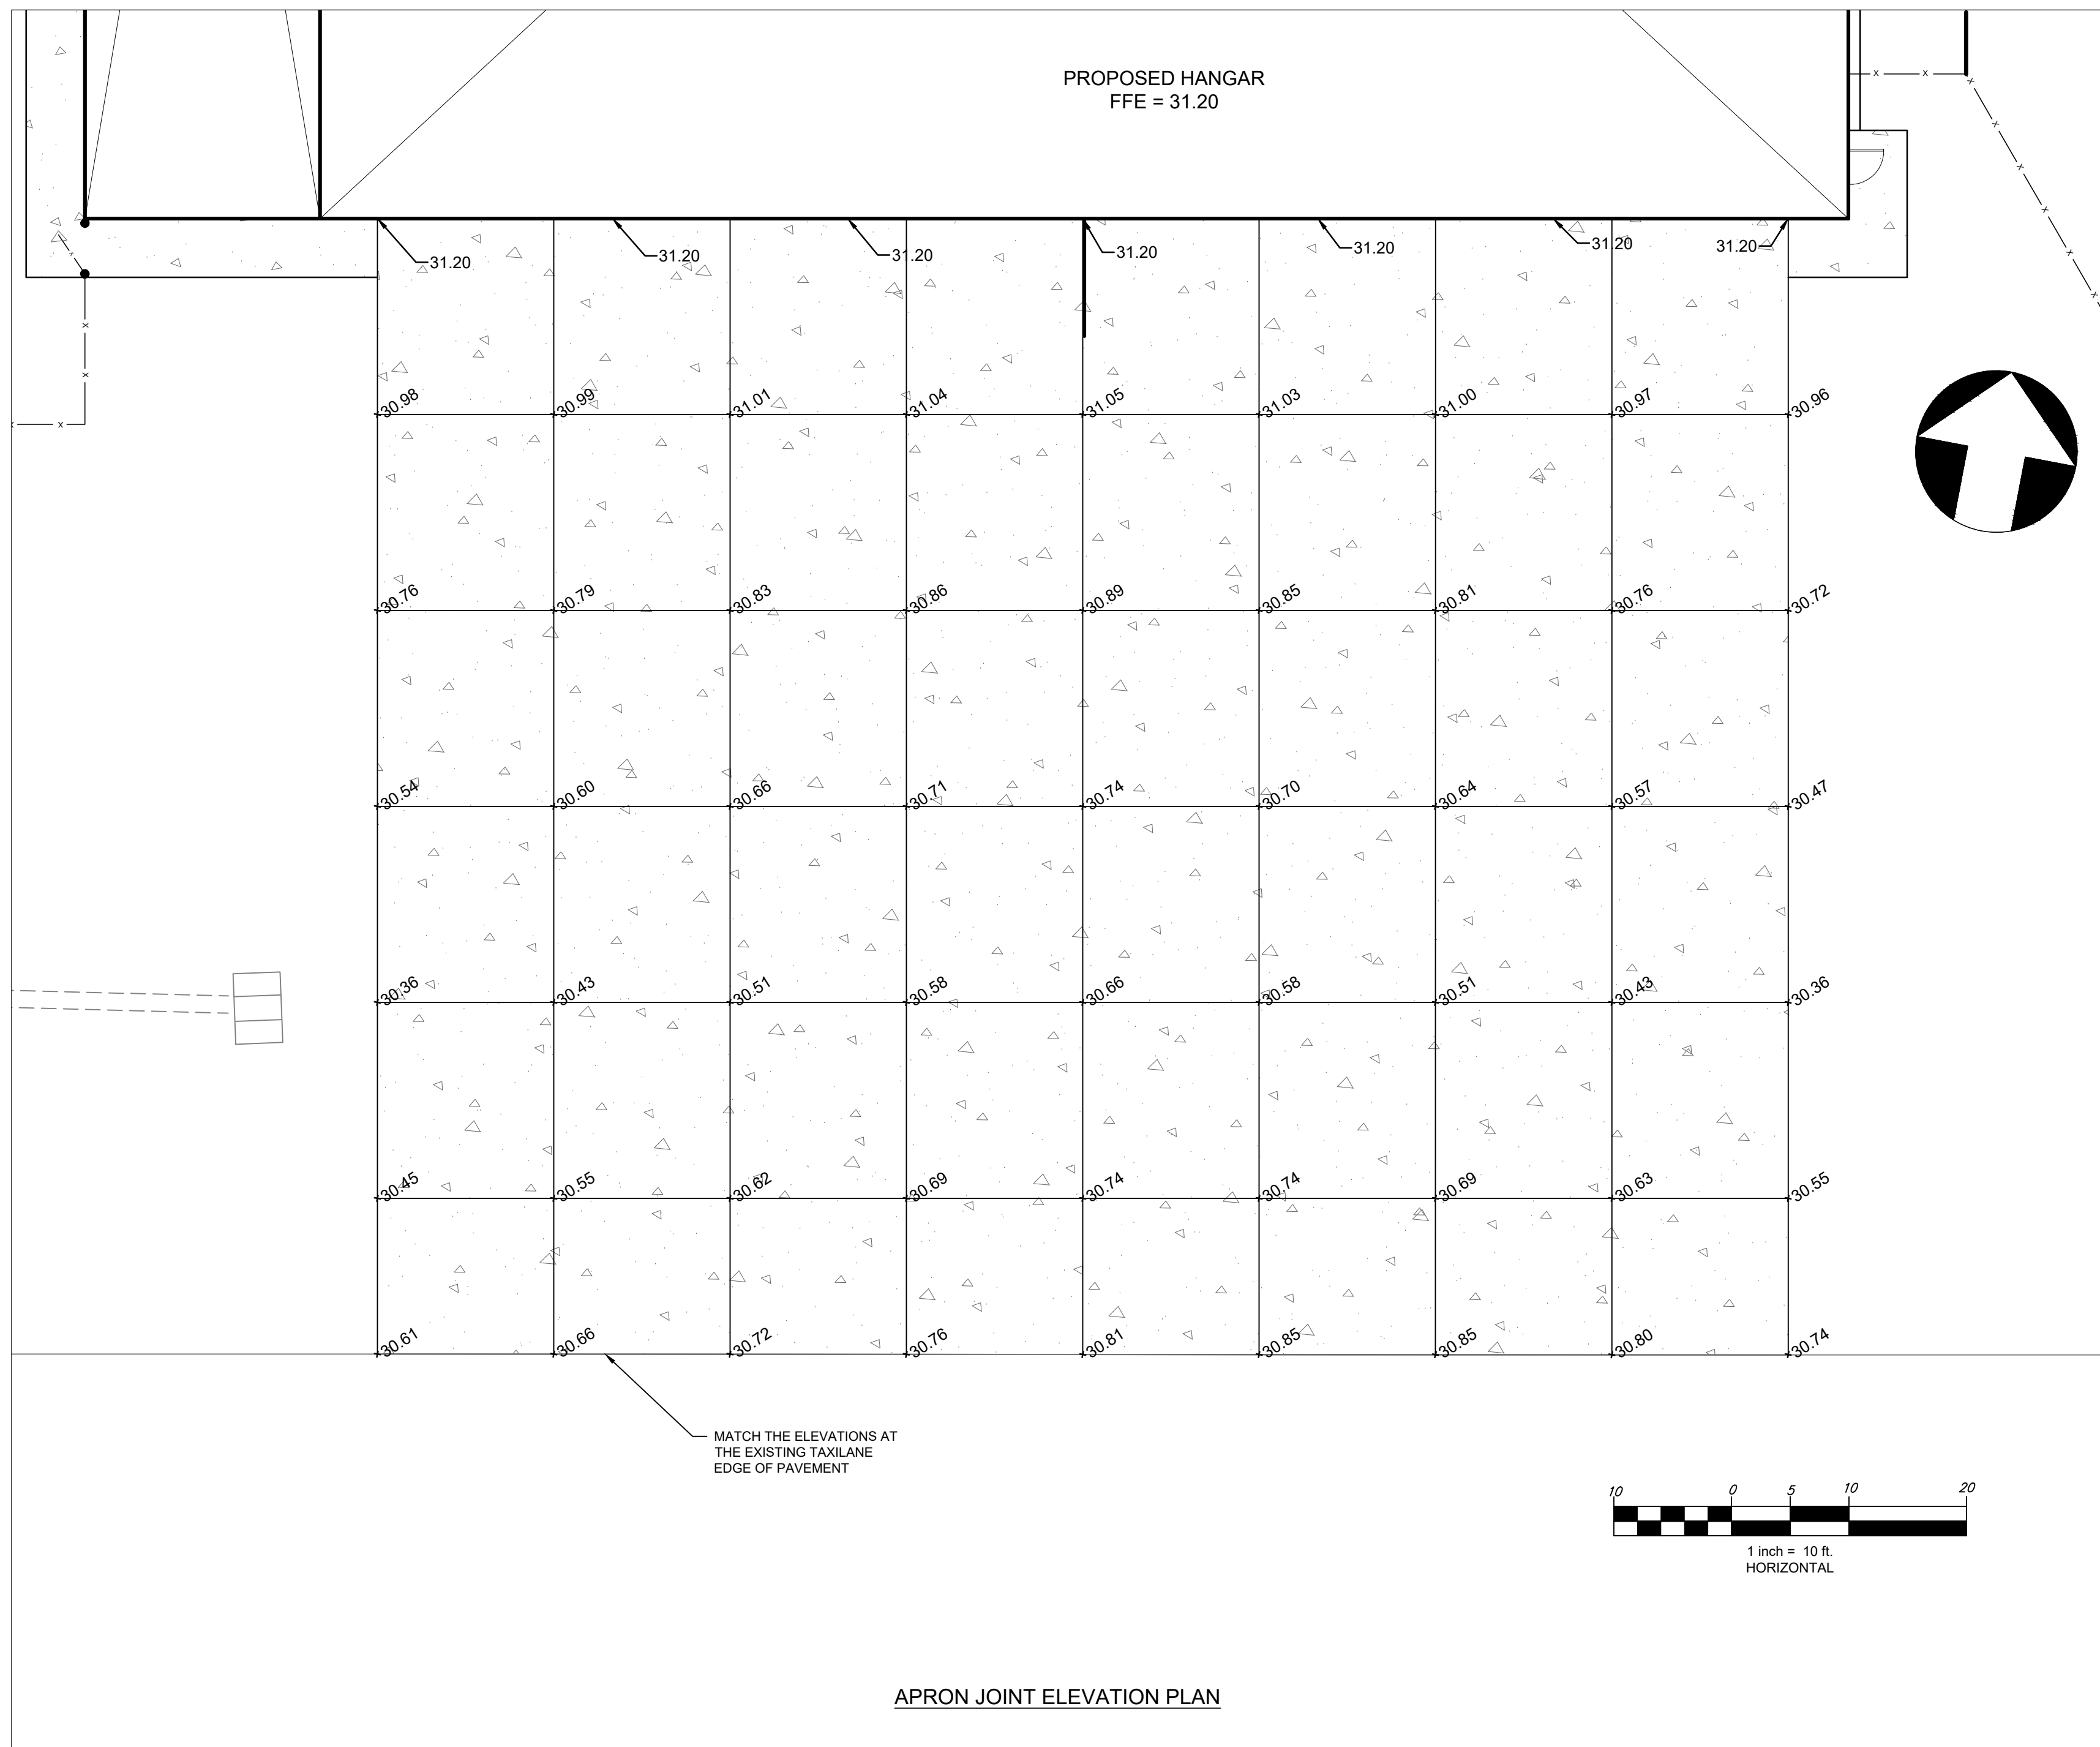 PROPOSED HANGAR
FFE = 31.20
x x
x
x
x
x
x
x
31.20 31.20 31.20 31.20 31.20 31.20 31.20
x
x
x x
30.98 30.99 31.01 31.04 31.05 31.03 31.00 30.97 30.96
30.76 30.79 30.83 30.86 30.89 30.85 30.81 30.76 30.72
30.54 30.60 30.66 30.71 30.74 30.70 30.64 30.57 30.47
30.36 30.43 30.51 30.58 30.66 30.58 30.51 30.43 30.36
30.45 30.55 30.62 30.69 30.74 30.74 30.69 30.63 30.55
30.61 30.66 30.72 30.76 30.81 30.85 30.85 30.80 30.74
MATCH THE ELEVATIONS AT
THE EXISTING TAXILANE
EDGE OF PAVEMENT
10 0 5 10 20
1 inch = 10 ft.
HORIZONTAL
APRON JOINT ELEVATION PLAN